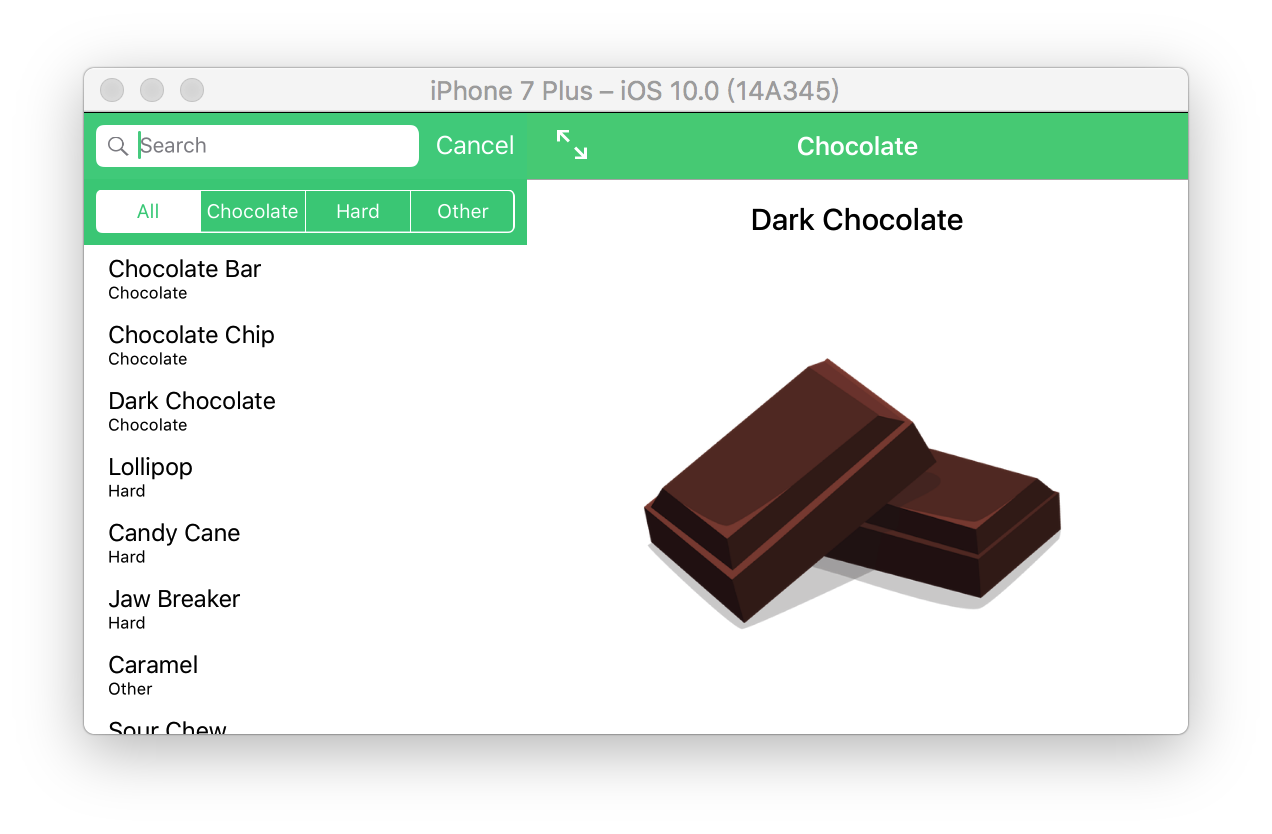 iPhone 7 Plus – iOS 10.0 (14A345)
Search
Cancel
All
Chocolate
Hard
Other
Chocolate Bar
Chocolate
Chocolate Chip
Chocolate
Dark Chocolate
Chocolate
Lollipop
Hard
Candy Cane
Hard
Jaw Breaker
Hard
Caramel
Other
Sour Chew
Chocolate
Dark Chocolate